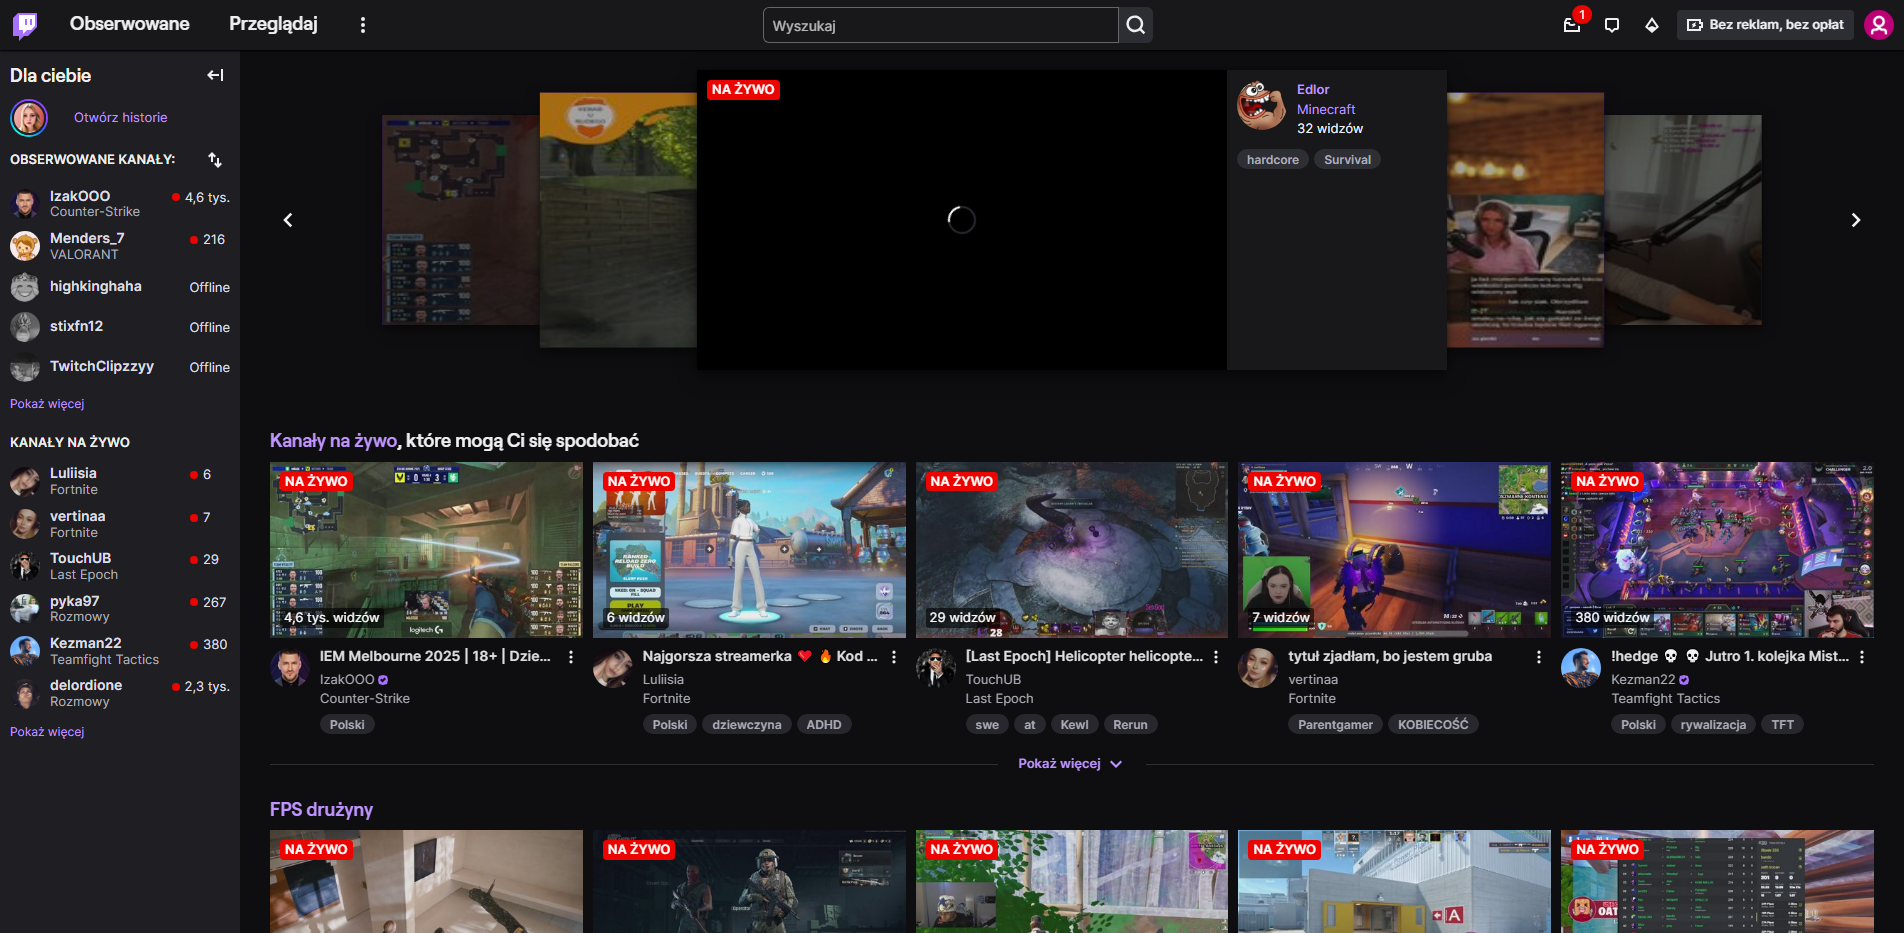 Obserwowane
Przeglądaj
Wyszukaj
1
Bez reklam, bez opłat
Dla ciebie
Otwórz historie
OBSERWOWANE KANAŁY:
IzakOOO
4,6 tys.
Counter-Strike
Menders_7
216
VALORANT
highkinghaha
Offline
stixfn12
Offline
TwitchClipzzyy
Offline
Pokaż więcej
KANAŁY NA ŻYWO
Luliisia
6
Fortnite
vertinaa
7
Fortnite
TouchUB
29
Last Epoch
pyka97
267
Rozmowy
Kezman22
380
Teamfight Tactics
delordione
2,3 tys.
Rozmowy
Pokaż więcej
NA ŻYWO
Edlor
Minecraft
32 widzów
hardcore
Survival
Kanały na żywo, które mogą Ci się spodobać
NA ŻYWO
4,6 tys. widzów
logitech G
IEM Melbourne 2025 | 18+ | Dzie...
IzakOOO
Counter-Strike
Polski
NA ŻYWO
RANKED
RELOAD ZERO
BUILD
PLAY
6 widzów
Najgorsza streamerka ❤️ 🔥 Kod ...
Luliisia
Fortnite
Polski
dziewczyna
ADHD
NA ŻYWO
29 widzów
28
[Last Epoch] Helicopter helicopte...
TouchUB
Last Epoch
swe
at
Kewl
Rerun
NA ŻYWO
7 widzów
tytuł zjadłam, bo jestem gruba
vertinaa
Fortnite
Parentgamer
KOBIECOŚĆ
NA ŻYWO
380 widzów
!hedge 💀 💀 Jutro 1. kolejka Mist...
Kezman22
Teamfight Tactics
Polski
rywalizacja
TFT
Pokaż więcej
FPS drużyny
NA ŻYWO
NA ŻYWO
NA ŻYWO
NA ŻYWO
A
NA ŻYWO